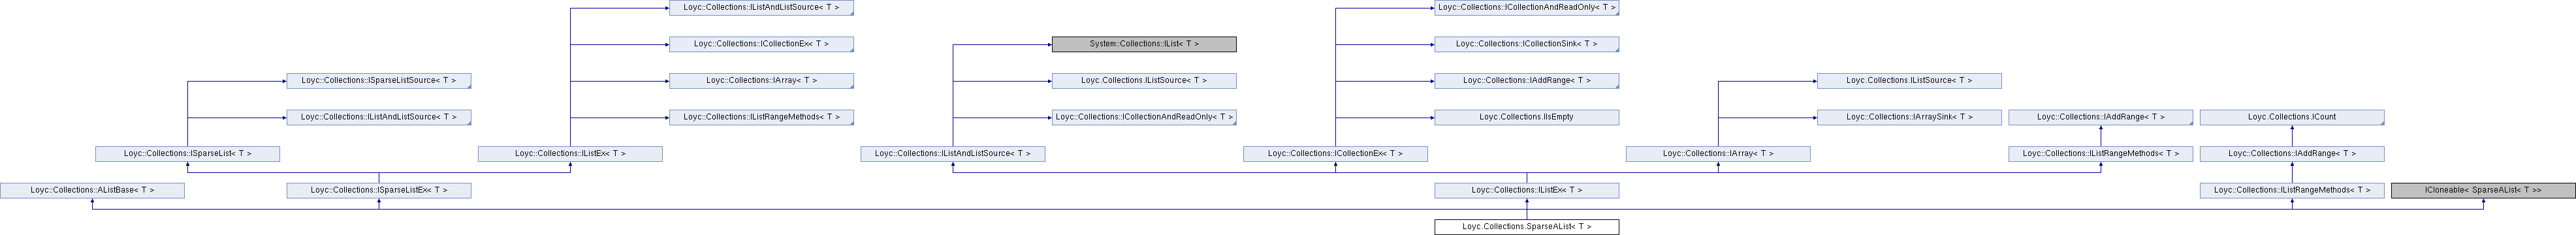 Loyc::Collections::IListAndListSource< T >
Loyc::Collections::ICollectionAndReadOnly< T >
Loyc::Collections::ICollectionEx< T >
System::Collections::IList< T >
Loyc::Collections::ICollectionSink< T >
Loyc::Collections::ISparseListSource< T >
Loyc::Collections::IArray< T >
Loyc.Collections.IListSource< T >
Loyc::Collections::IAddRange< T >
Loyc.Collections.IListSource< T >
Loyc::Collections::IListAndListSource< T >
Loyc::Collections::IListRangeMethods< T >
Loyc::Collections::ICollectionAndReadOnly< T >
Loyc.Collections.IIsEmpty
Loyc::Collections::IArraySink< T >
Loyc::Collections::IAddRange< T >
Loyc.Collections.ICount
Loyc::Collections::ISparseList< T >
Loyc::Collections::IListEx< T >
Loyc::Collections::IListAndListSource< T >
Loyc::Collections::ICollectionEx< T >
Loyc::Collections::IArray< T >
Loyc::Collections::IListRangeMethods< T >
Loyc::Collections::IAddRange< T >
Loyc::Collections::AListBase< T >
Loyc::Collections::ISparseListEx< T >
Loyc::Collections::IListEx< T >
Loyc::Collections::IListRangeMethods< T >
ICloneable< SparseAList< T >>
Loyc.Collections.SparseAList< T >